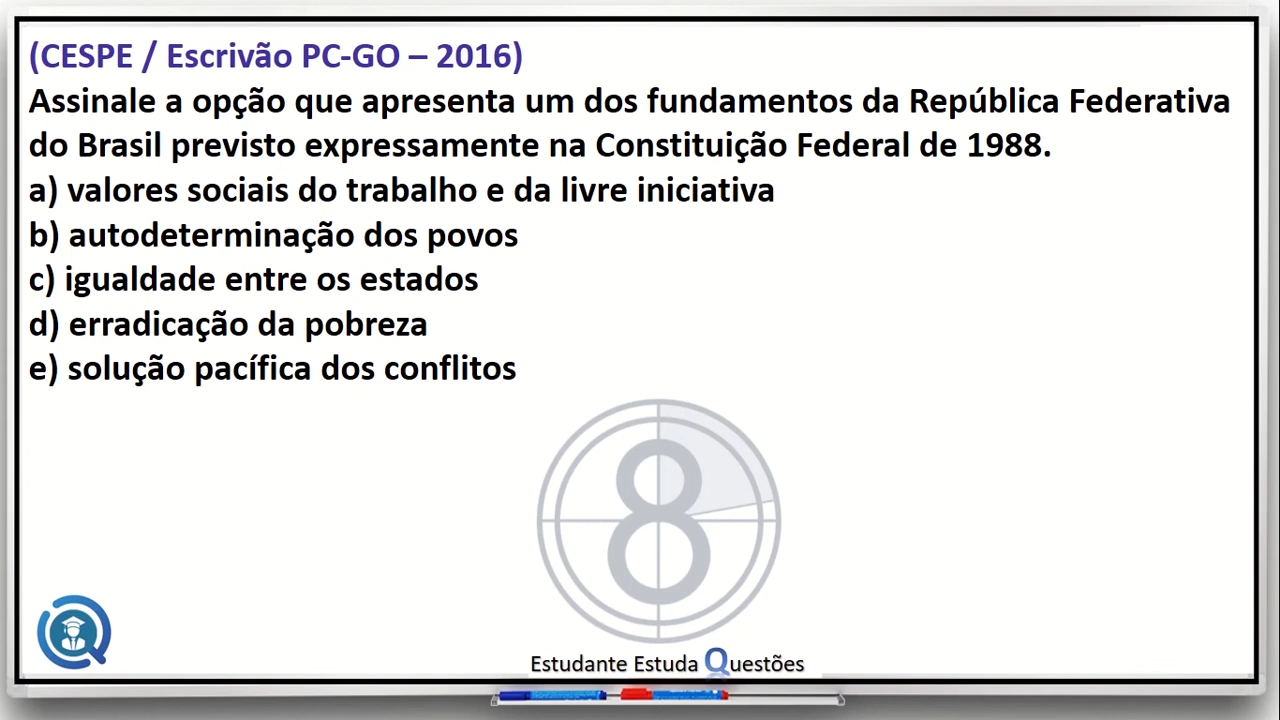 (CESPE / Escrivão PC-GO – 2016)
Assinale a opção que apresenta um dos fundamentos da República Federativa
do Brasil previsto expressamente na Constituição Federal de 1988.
a) valores sociais do trabalho e da livre iniciativa
b) autodeterminação dos povos
c) igualdade entre os estados
d) erradicação da pobreza
e) solução pacífica dos conflitos
8
Estudante Estuda Questões